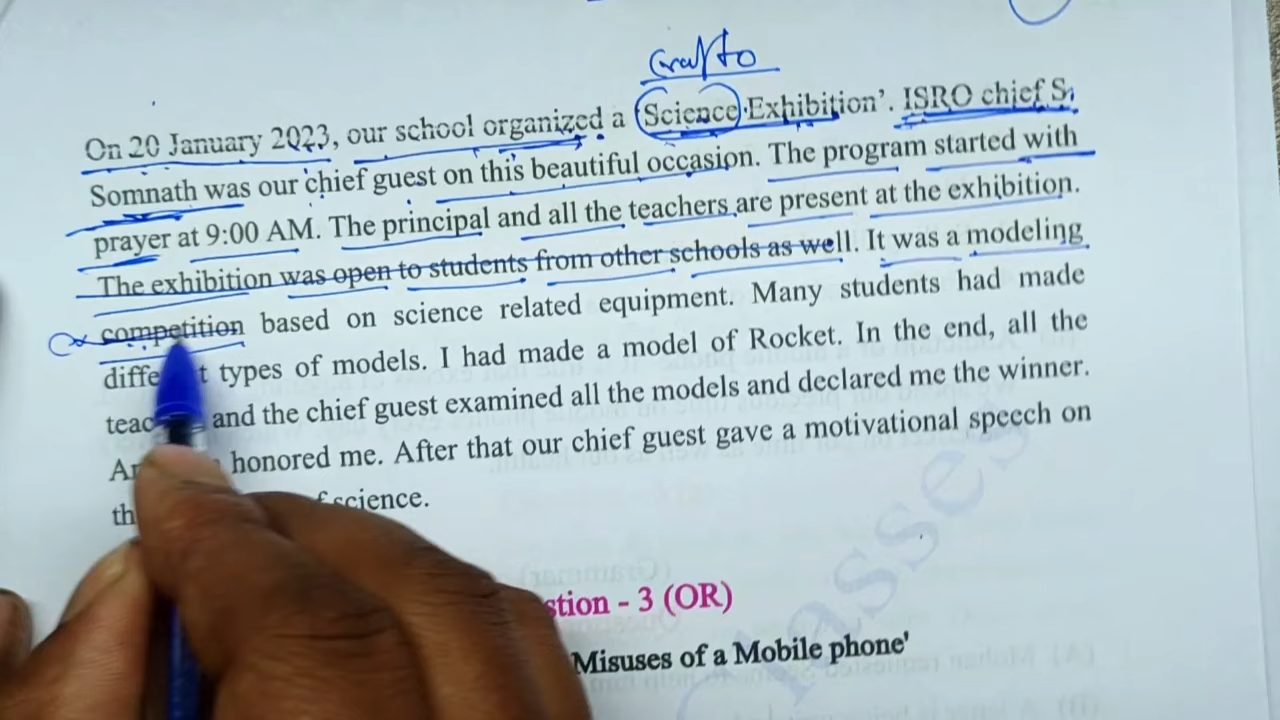 On 20 January 2023, our school organized a 'Science Exhibition'. ISRO chief S.
Somnath was our chief guest on this beautiful occasion. The program started with
prayer at 9:00 AM. The principal and all the teachers are present at the exhibition.
The exhibition was open to students from other schools as well. It was a modeling
competition based on science related equipment. Many students had made
types of models. I had made a model of Rocket. In the end, all the
and the chief guest examined all the models and declared me the winner.
honored me. After that our chief guest gave a motivational speech on
science.
- 3 (OR)
Misuses of a Mobile phone'
Classes